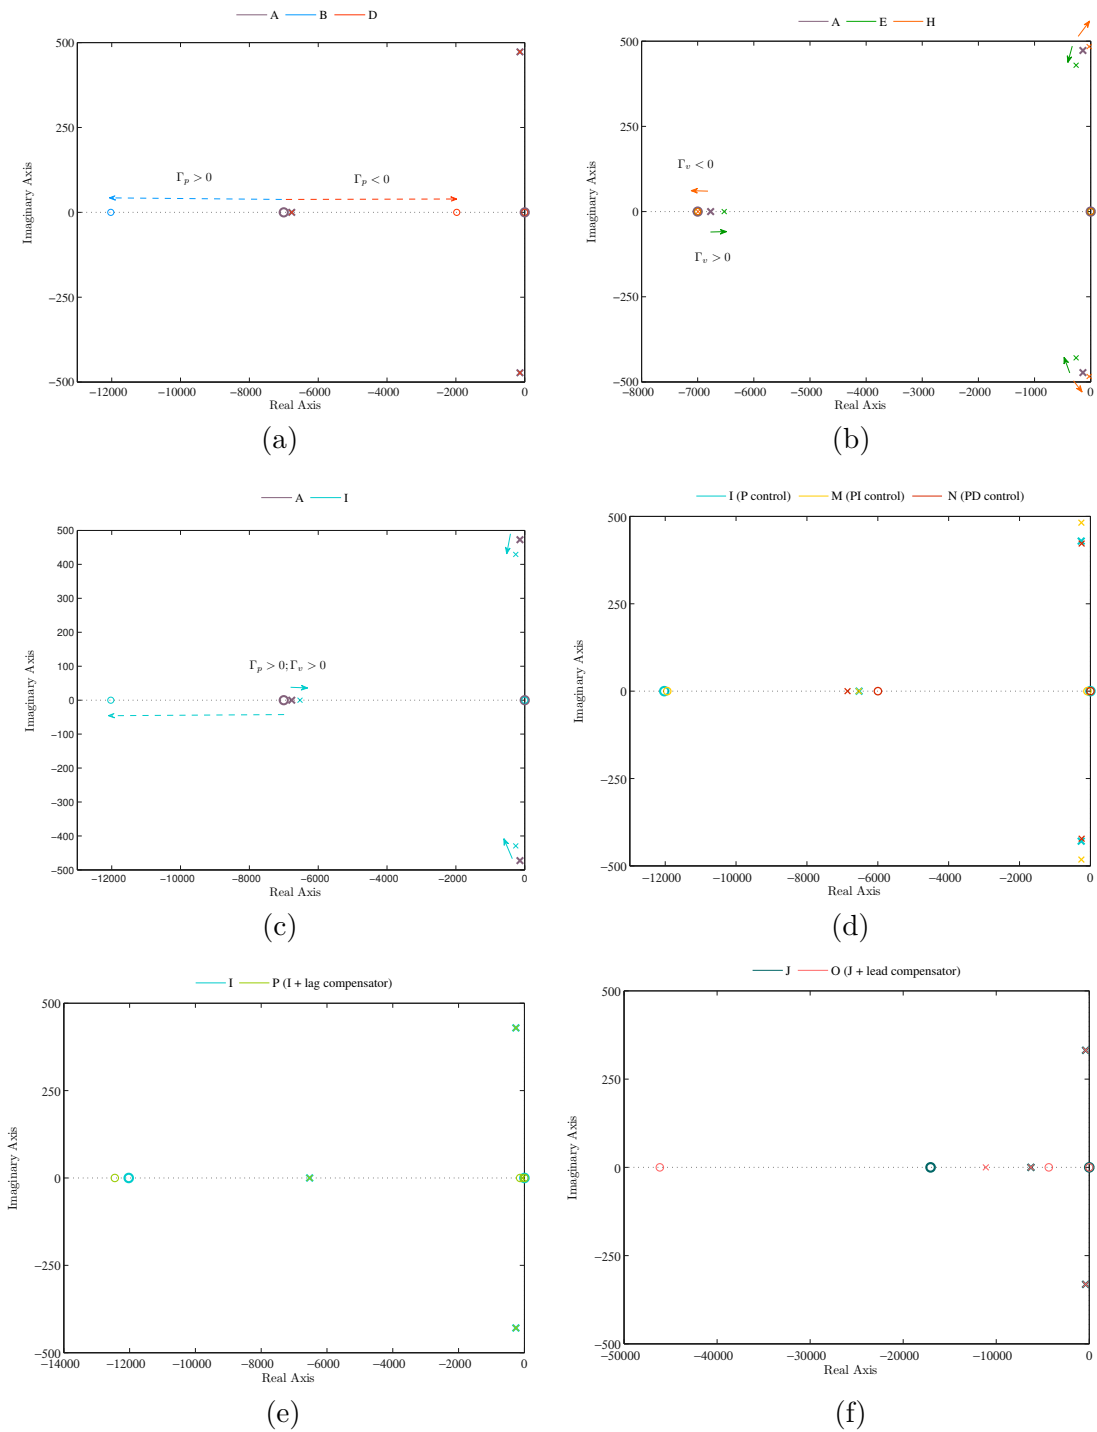 A B D
500
250
0
−250
−500
−12000 −10000 −8000 −6000 −4000 −2000 0
Imaginary Axis
Real Axis
Γp > 0
Γp < 0
(a)
A E H
500
250
0
−250
−500
−8000 −7000 −6000 −5000 −4000 −3000 −2000 −1000 0
Imaginary Axis
Real Axis
Γv < 0
Γv > 0
(b)
A I
500
400
300
200
100
0
−100
−200
−300
−400
−500
−12000 −10000 −8000 −6000 −4000 −2000 0
Imaginary Axis
Real Axis
Γp > 0; Γv > 0
(c)
I (P control) M (PI control) N (PD control)
500
250
0
−250
−500
−12000 −10000 −8000 −6000 −4000 −2000 0
Imaginary Axis
Real Axis
(d)
I P (I + lag compensator)
500
250
0
−250
−500
−14000 −12000 −10000 −8000 −6000 −4000 −2000 0
Imaginary Axis
Real Axis
(e)
J O (J + lead compensator)
500
250
0
−250
−500
−50000 −40000 −30000 −20000 −10000 0
Imaginary Axis
Real Axis
(f)